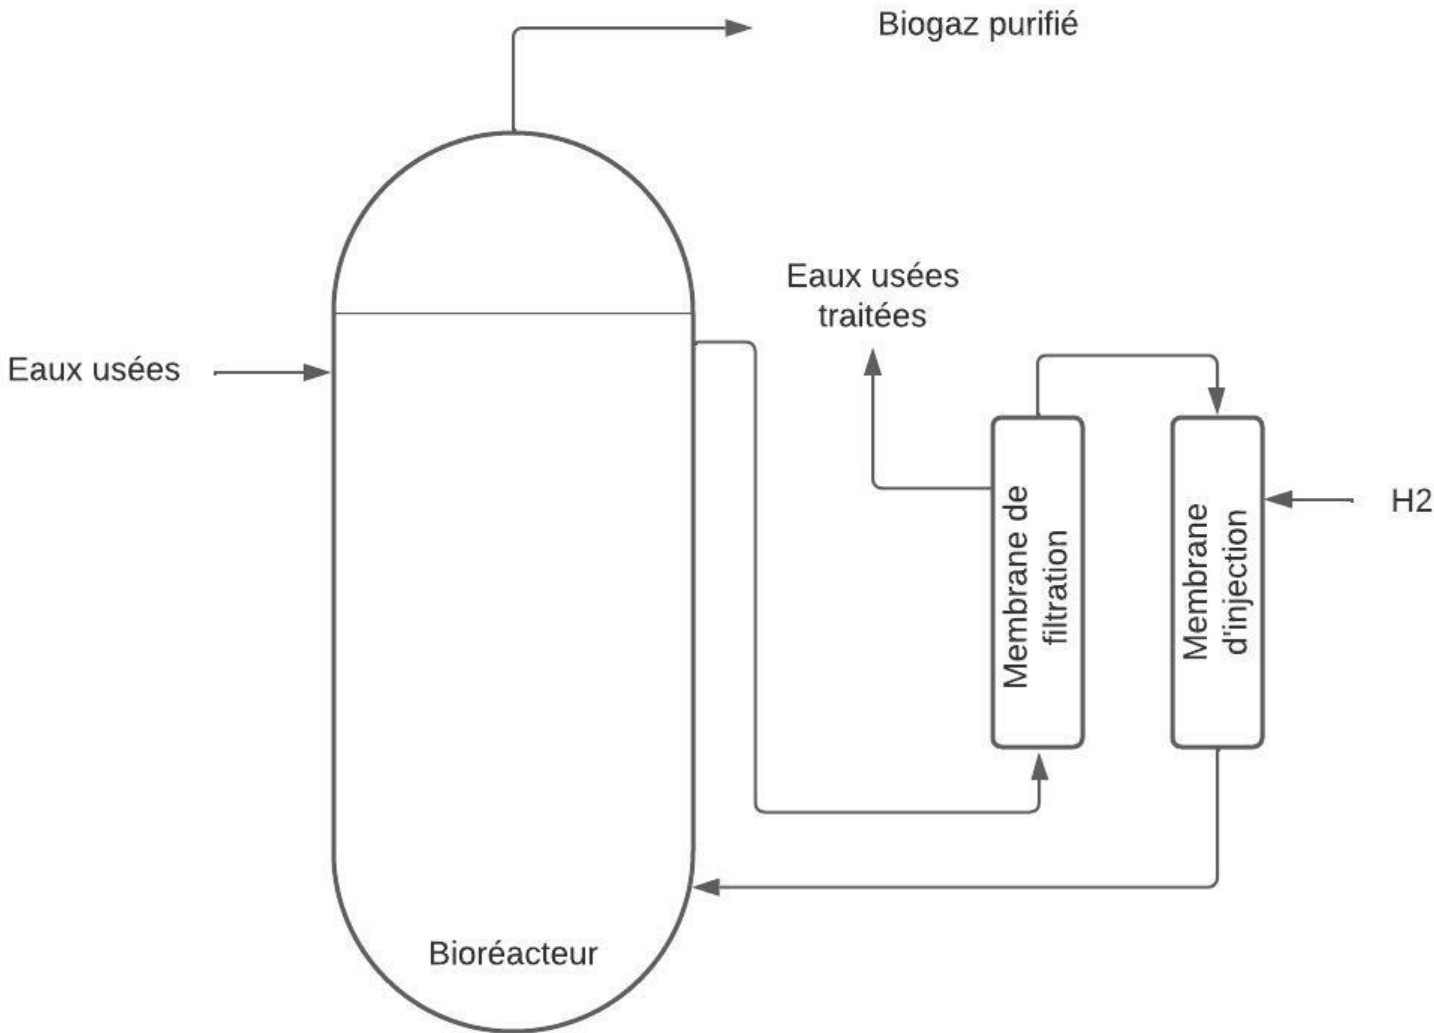 Biogaz purifié
Eaux usées
traitées
Eaux usées
Membrane de
filtration
Membrane
d'injection
H2
Bioréacteur